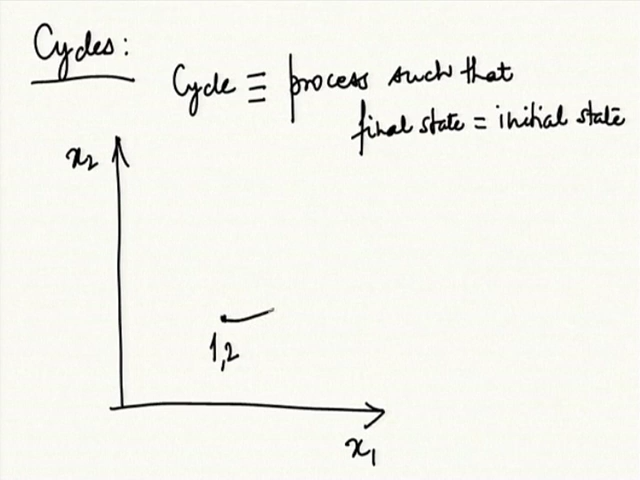 Cycles:
Cycle ≡ process such that
final state = initial state
x₂
1,2
x₁